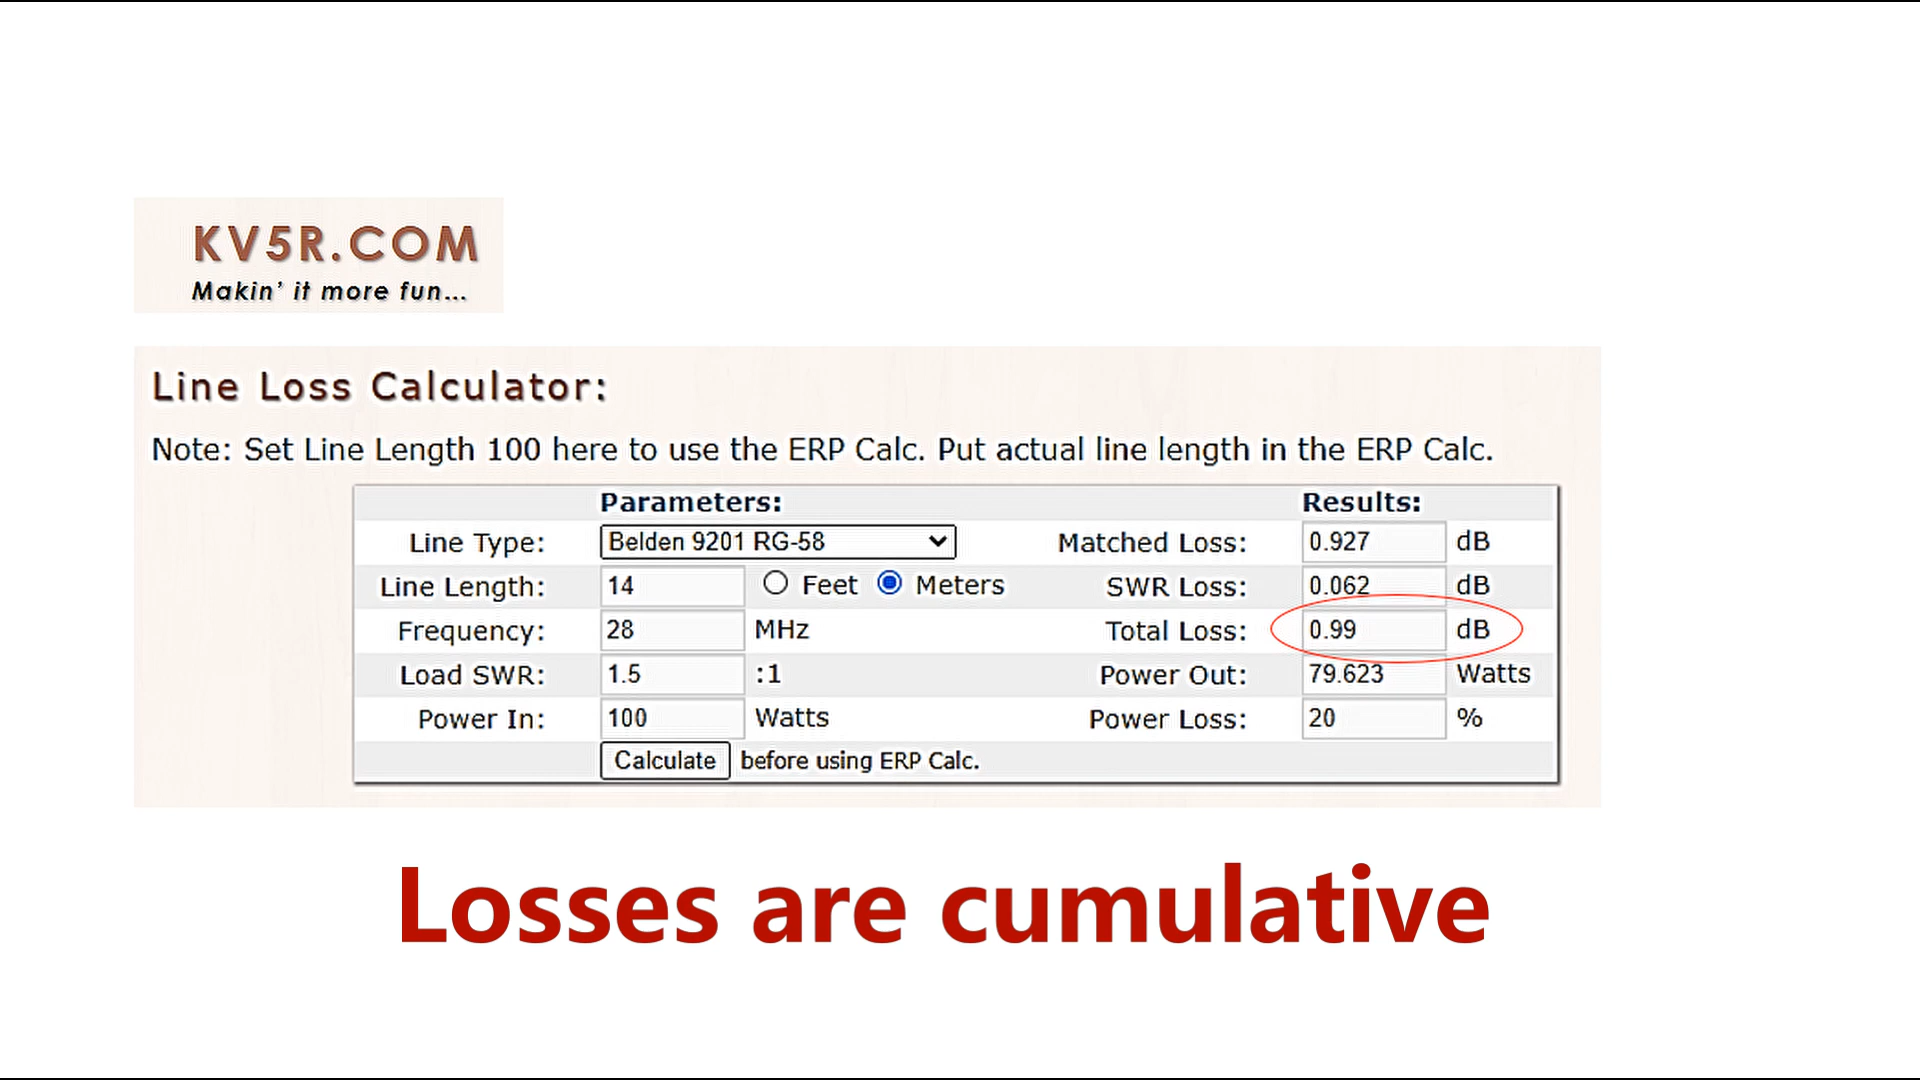 KV5R.COM
Makin' it more fun...
Line Loss Calculator:
Note: Set Line Length 100 here to use the ERP Calc. Put actual line length in the ERP Calc.
Parameters: Results:
Line Type: Belden 9201 RG-58 Matched Loss: 0.927 dB
Line Length: 14 Feet Meters SWR Loss: 0.062 dB
Frequency: 28 MHz Total Loss: 0.99 dB
Load SWR: 1.5 :1 Power Out: 79.623 Watts
Power In: 100 Watts Power Loss: 20 %
Calculate before using ERP Calc.
Losses are cumulative